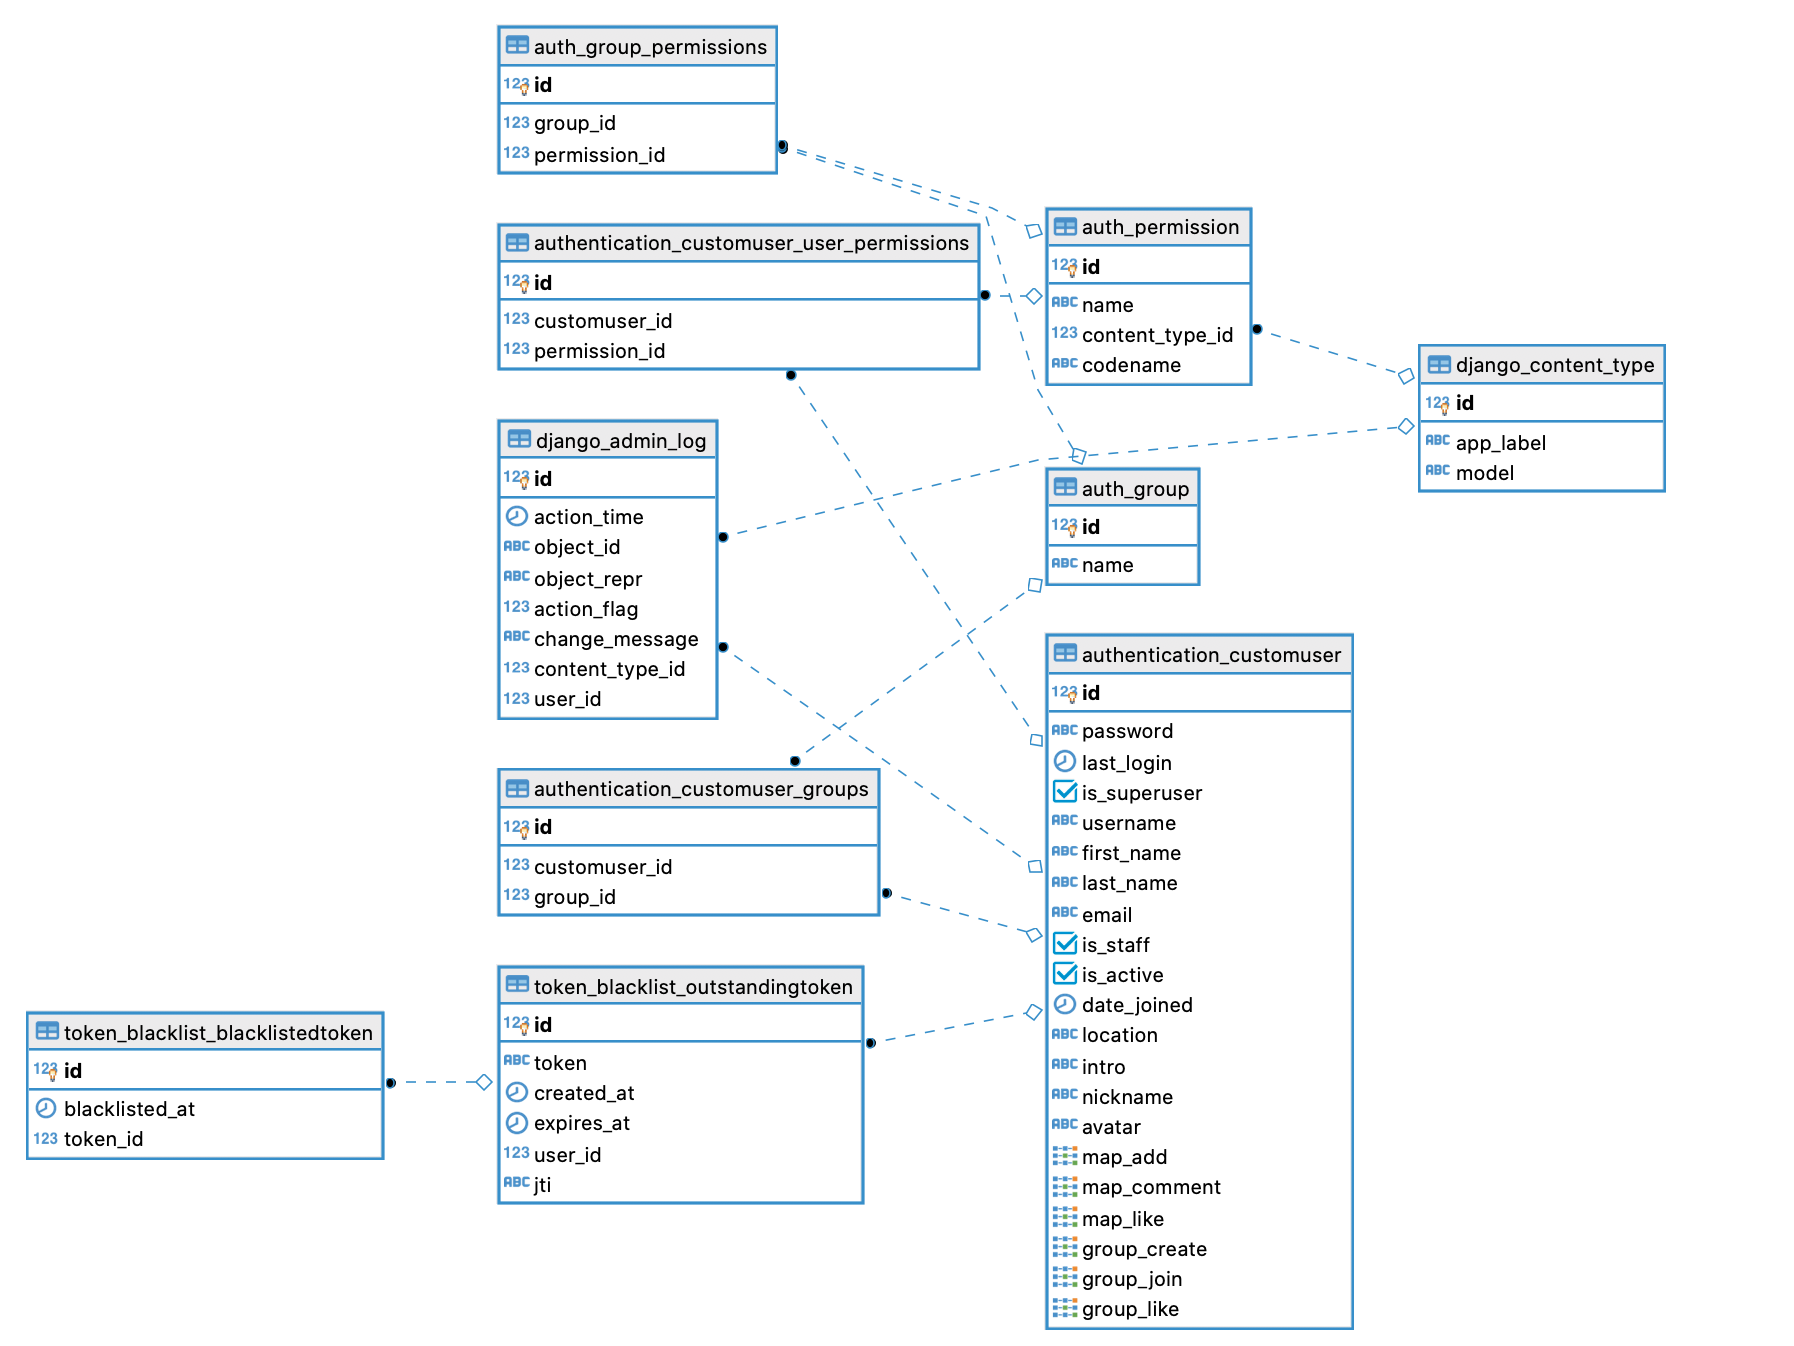 auth_group_permissions
123 id
123 group_id
123 permission_id
authentication_customuser_user_permissions
123 id
123 customuser_id
123 permission_id
django_admin_log
123 id
action_time
ABC object_id
ABC object_repr
123 action_flag
ABC change_message
123 content_type_id
123 user_id
authentication_customuser_groups
123 id
123 customuser_id
123 group_id
token_blacklist_outstandingtoken
123 id
ABC token
created_at
expires_at
123 user_id
ABC jti
token_blacklist_blacklistedtoken
123 id
blacklisted_at
123 token_id
auth_permission
123 id
ABC name
123 content_type_id
ABC codename
django_content_type
123 id
ABC app_label
ABC model
auth_group
123 id
ABC name
authentication_customuser
123 id
ABC password
last_login
is_superuser
ABC username
ABC first_name
ABC last_name
ABC email
is_staff
is_active
date_joined
ABC location
ABC intro
ABC nickname
ABC avatar
map_add
map_comment
map_like
group_create
group_join
group_like